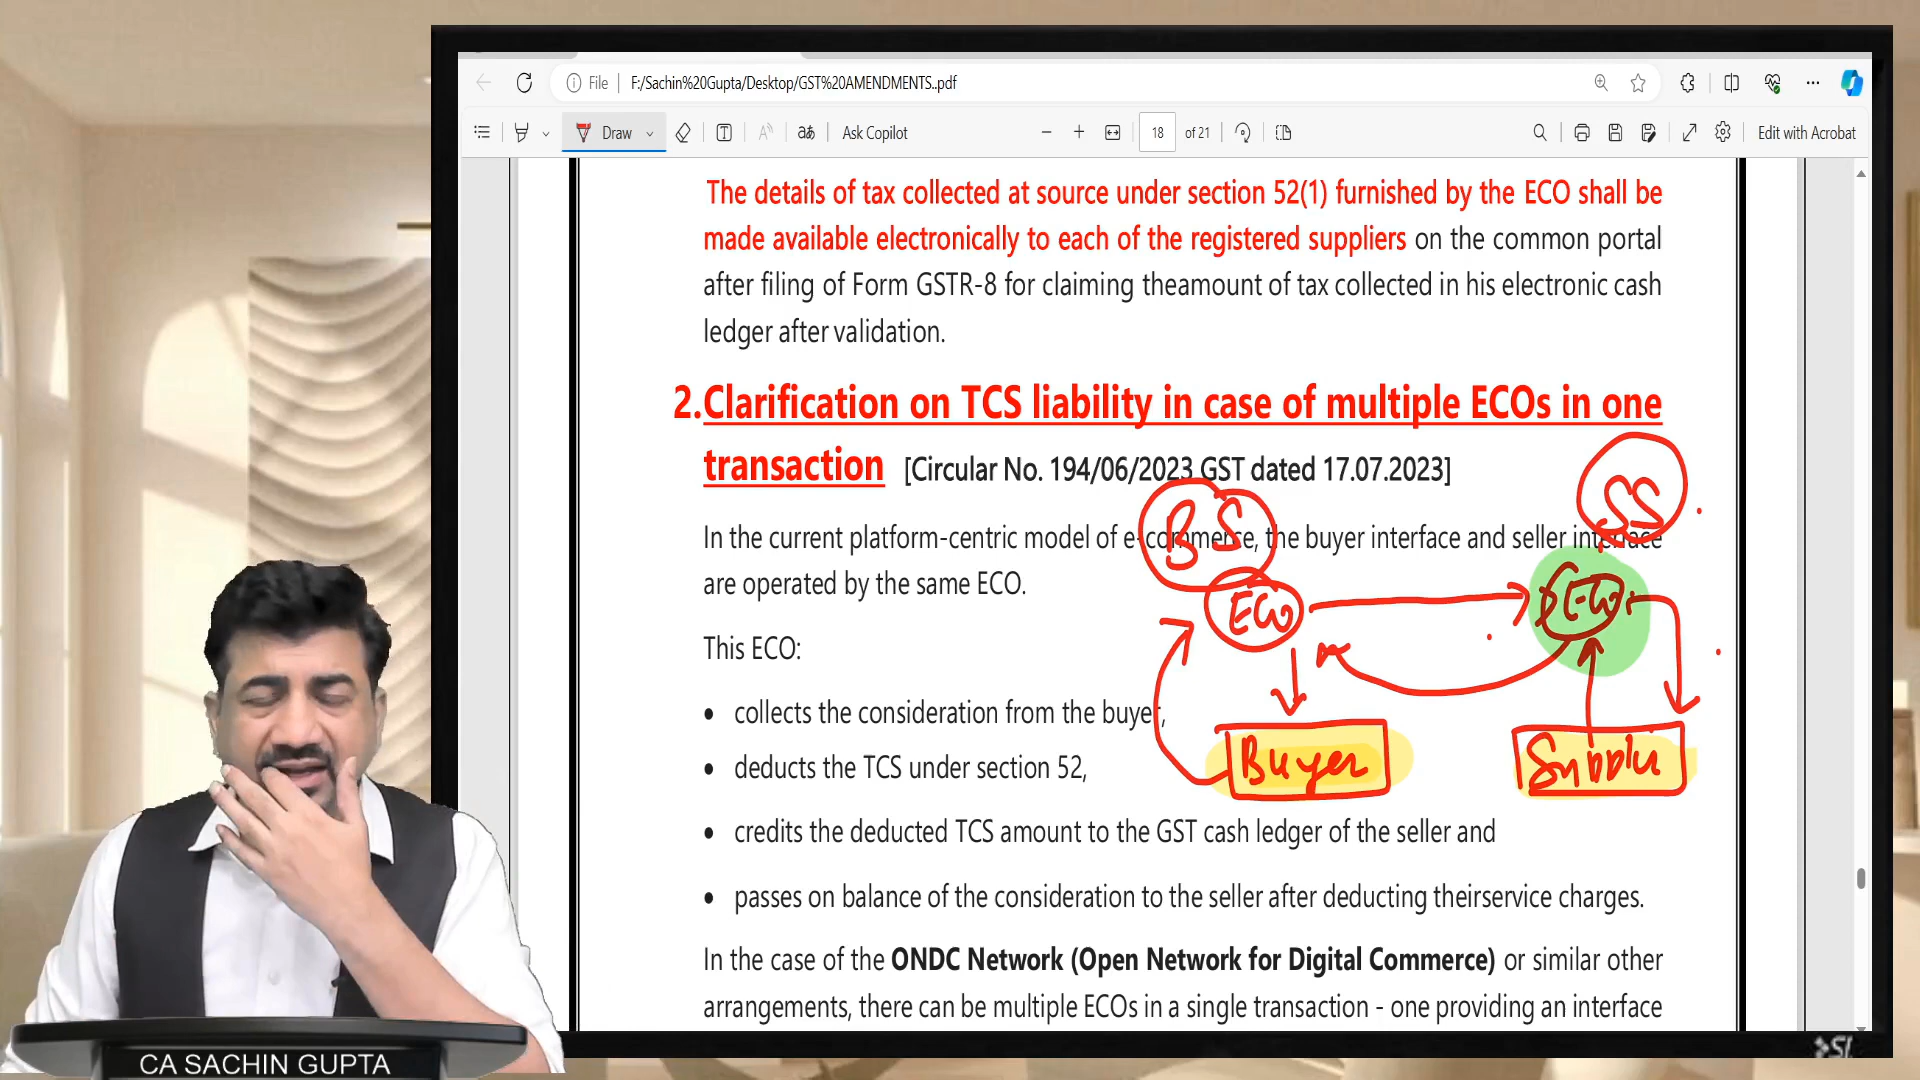 File | F:/Sachin%20Gupta/Desktop/GST%20AMENDMENTS..pdf
Draw
Ask Copilot
18 of 21
Edit with Acrobat
The details of tax collected at source under section 52(1) furnished by the ECO shall be
made available electronically to each of the registered suppliers on the common portal
after filing of Form GSTR-8 for claiming theamount of tax collected in his electronic cash
ledger after validation.
2.Clarification on TCS liability in case of multiple ECOs in one
transaction [Circular No. 194/06/2023 GST dated 17.07.2023]
SS
BS
In the current platform-centric model of e-commerce, the buyer interface and seller interface
are operated by the same ECO.
ECO
This ECO:
• collects the consideration from the buyer,
Buyer
• deducts the TCS under section 52,
• credits the deducted TCS amount to the GST cash ledger of the seller and
• passes on balance of the consideration to the seller after deducting theirservice charges.
In the case of the ONDC Network (Open Network for Digital Commerce) or similar other
arrangements, there can be multiple ECOs in a single transaction - one providing an interface
CA SACHIN GUPTA